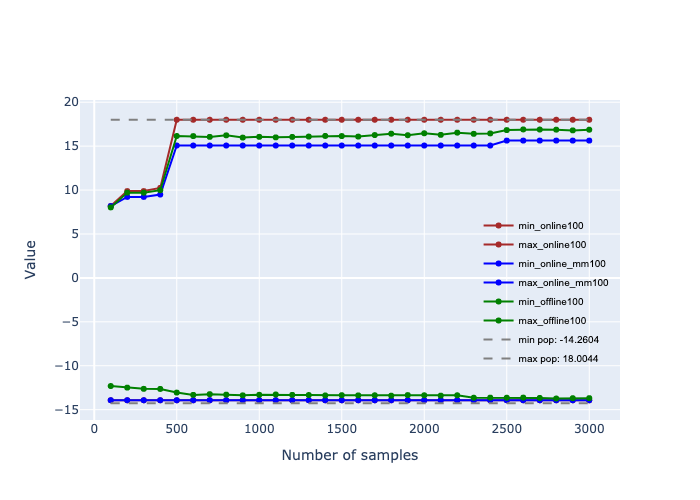 20
15
10
5
0
−5
−10
−15
Value
0
500
1000
1500
2000
2500
3000
Number of samples
min_online100
max_online100
min_online_mm100
max_online_mm100
min_offline100
max_offline100
min pop: -14.2604
max pop: 18.0044